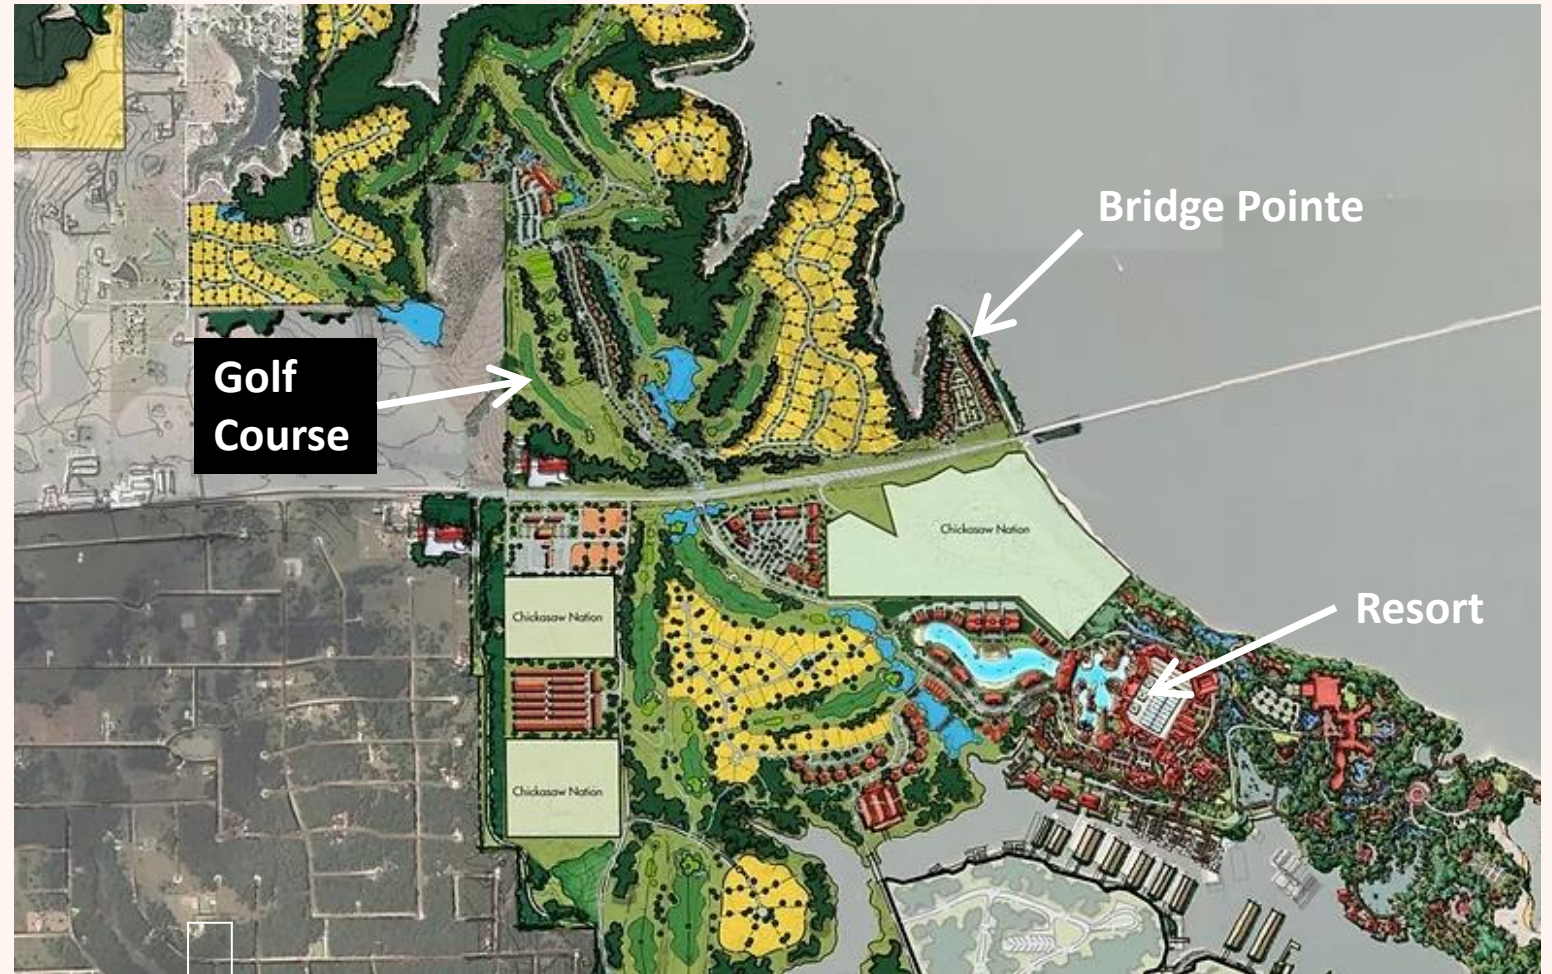 Bridge Pointe
Golf
Course
Chickasaw Nation
Resort
Chickasaw Nation
Chickasaw Nation